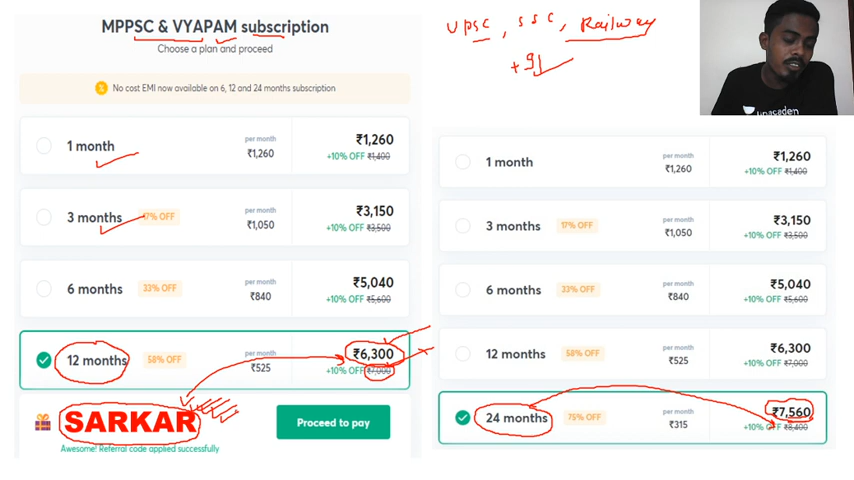 MPPSC & VYAPAM subscription
Choose a plan and proceed
No cost EMI now available on 6, 12 and 24 months subscription
1 month per month ₹1,260 ₹1,260 +10% OFF ₹1,400
3 months 17% OFF per month ₹1,050 ₹3,150 +10% OFF ₹3,500
6 months 33% OFF per month ₹840 ₹5,040 +10% OFF ₹5,600
12 months 58% OFF per month ₹525 ₹6,300 +10% OFF ₹7,000
SARKAR Proceed to pay
Awesome! Referral code applied successfully
UPSC, SSC, Railway
+91
unacademy
1 month per month ₹1,260 ₹1,260 +10% OFF ₹1,400
3 months 17% OFF per month ₹1,050 ₹3,150 +10% OFF ₹3,500
6 months 33% OFF per month ₹840 ₹5,040 +10% OFF ₹5,600
12 months 58% OFF per month ₹525 ₹6,300 +10% OFF ₹7,000
24 months 75% OFF per month ₹315 ₹7,560 +10% OFF ₹8,400